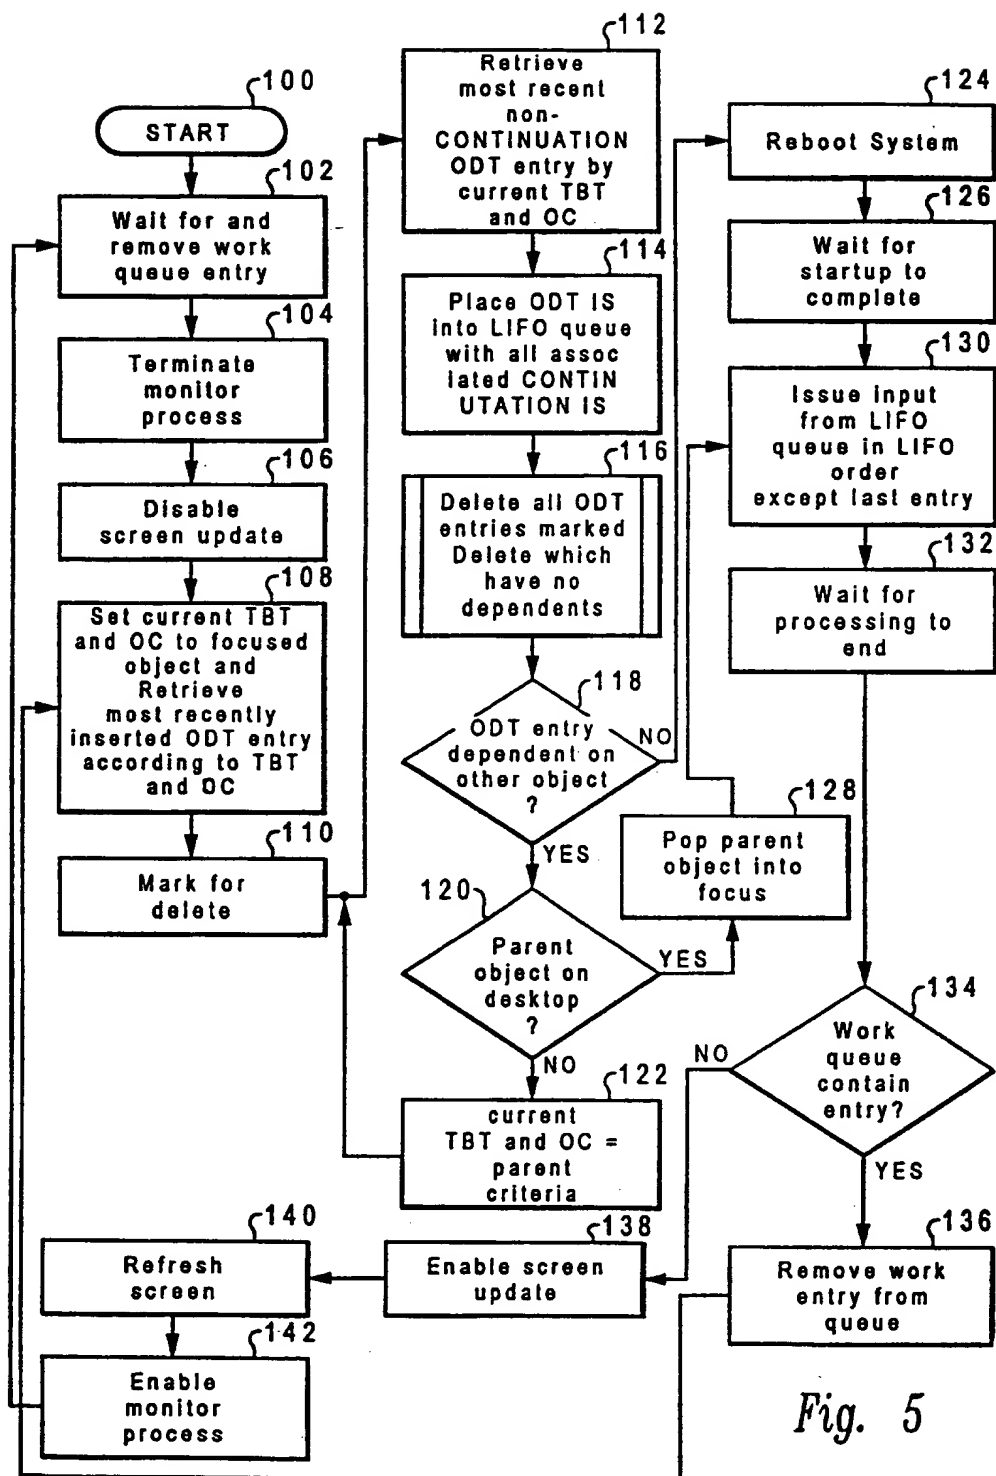 100
START
102
Wait for and
remove work
queue entry
104
Terminate
monitor
process
106
Disable
screen update
108
Set current TBT
and OC to focused
object and
Retrieve
most recently
inserted ODT entry
according to TBT
and OC
110
Mark for
delete
112
Retrieve
most recent
non-
CONTINUATION
ODT entry by
current TBT
and OC
114
Place ODT IS
into LIFO queue
with all assoc
iated CONTIN
UTATION IS
116
Delete all ODT
entries marked
Delete which
have no
dependents
118
ODT entry
dependent on
other object
?
NO
YES
120
Parent
object on
desktop
?
YES
NO
122
current
TBT and OC =
parent
criteria
124
Reboot System
126
Wait for
startup to
complete
128
Pop parent
object into
focus
130
Issue input
from LIFO
queue in LIFO
order
except last entry
132
Wait for
processing to
end
134
Work
queue
contain
entry?
NO
YES
136
Remove work
entry from
queue
138
Enable screen
update
140
Refresh
screen
142
Enable
monitor
process
Fig. 5